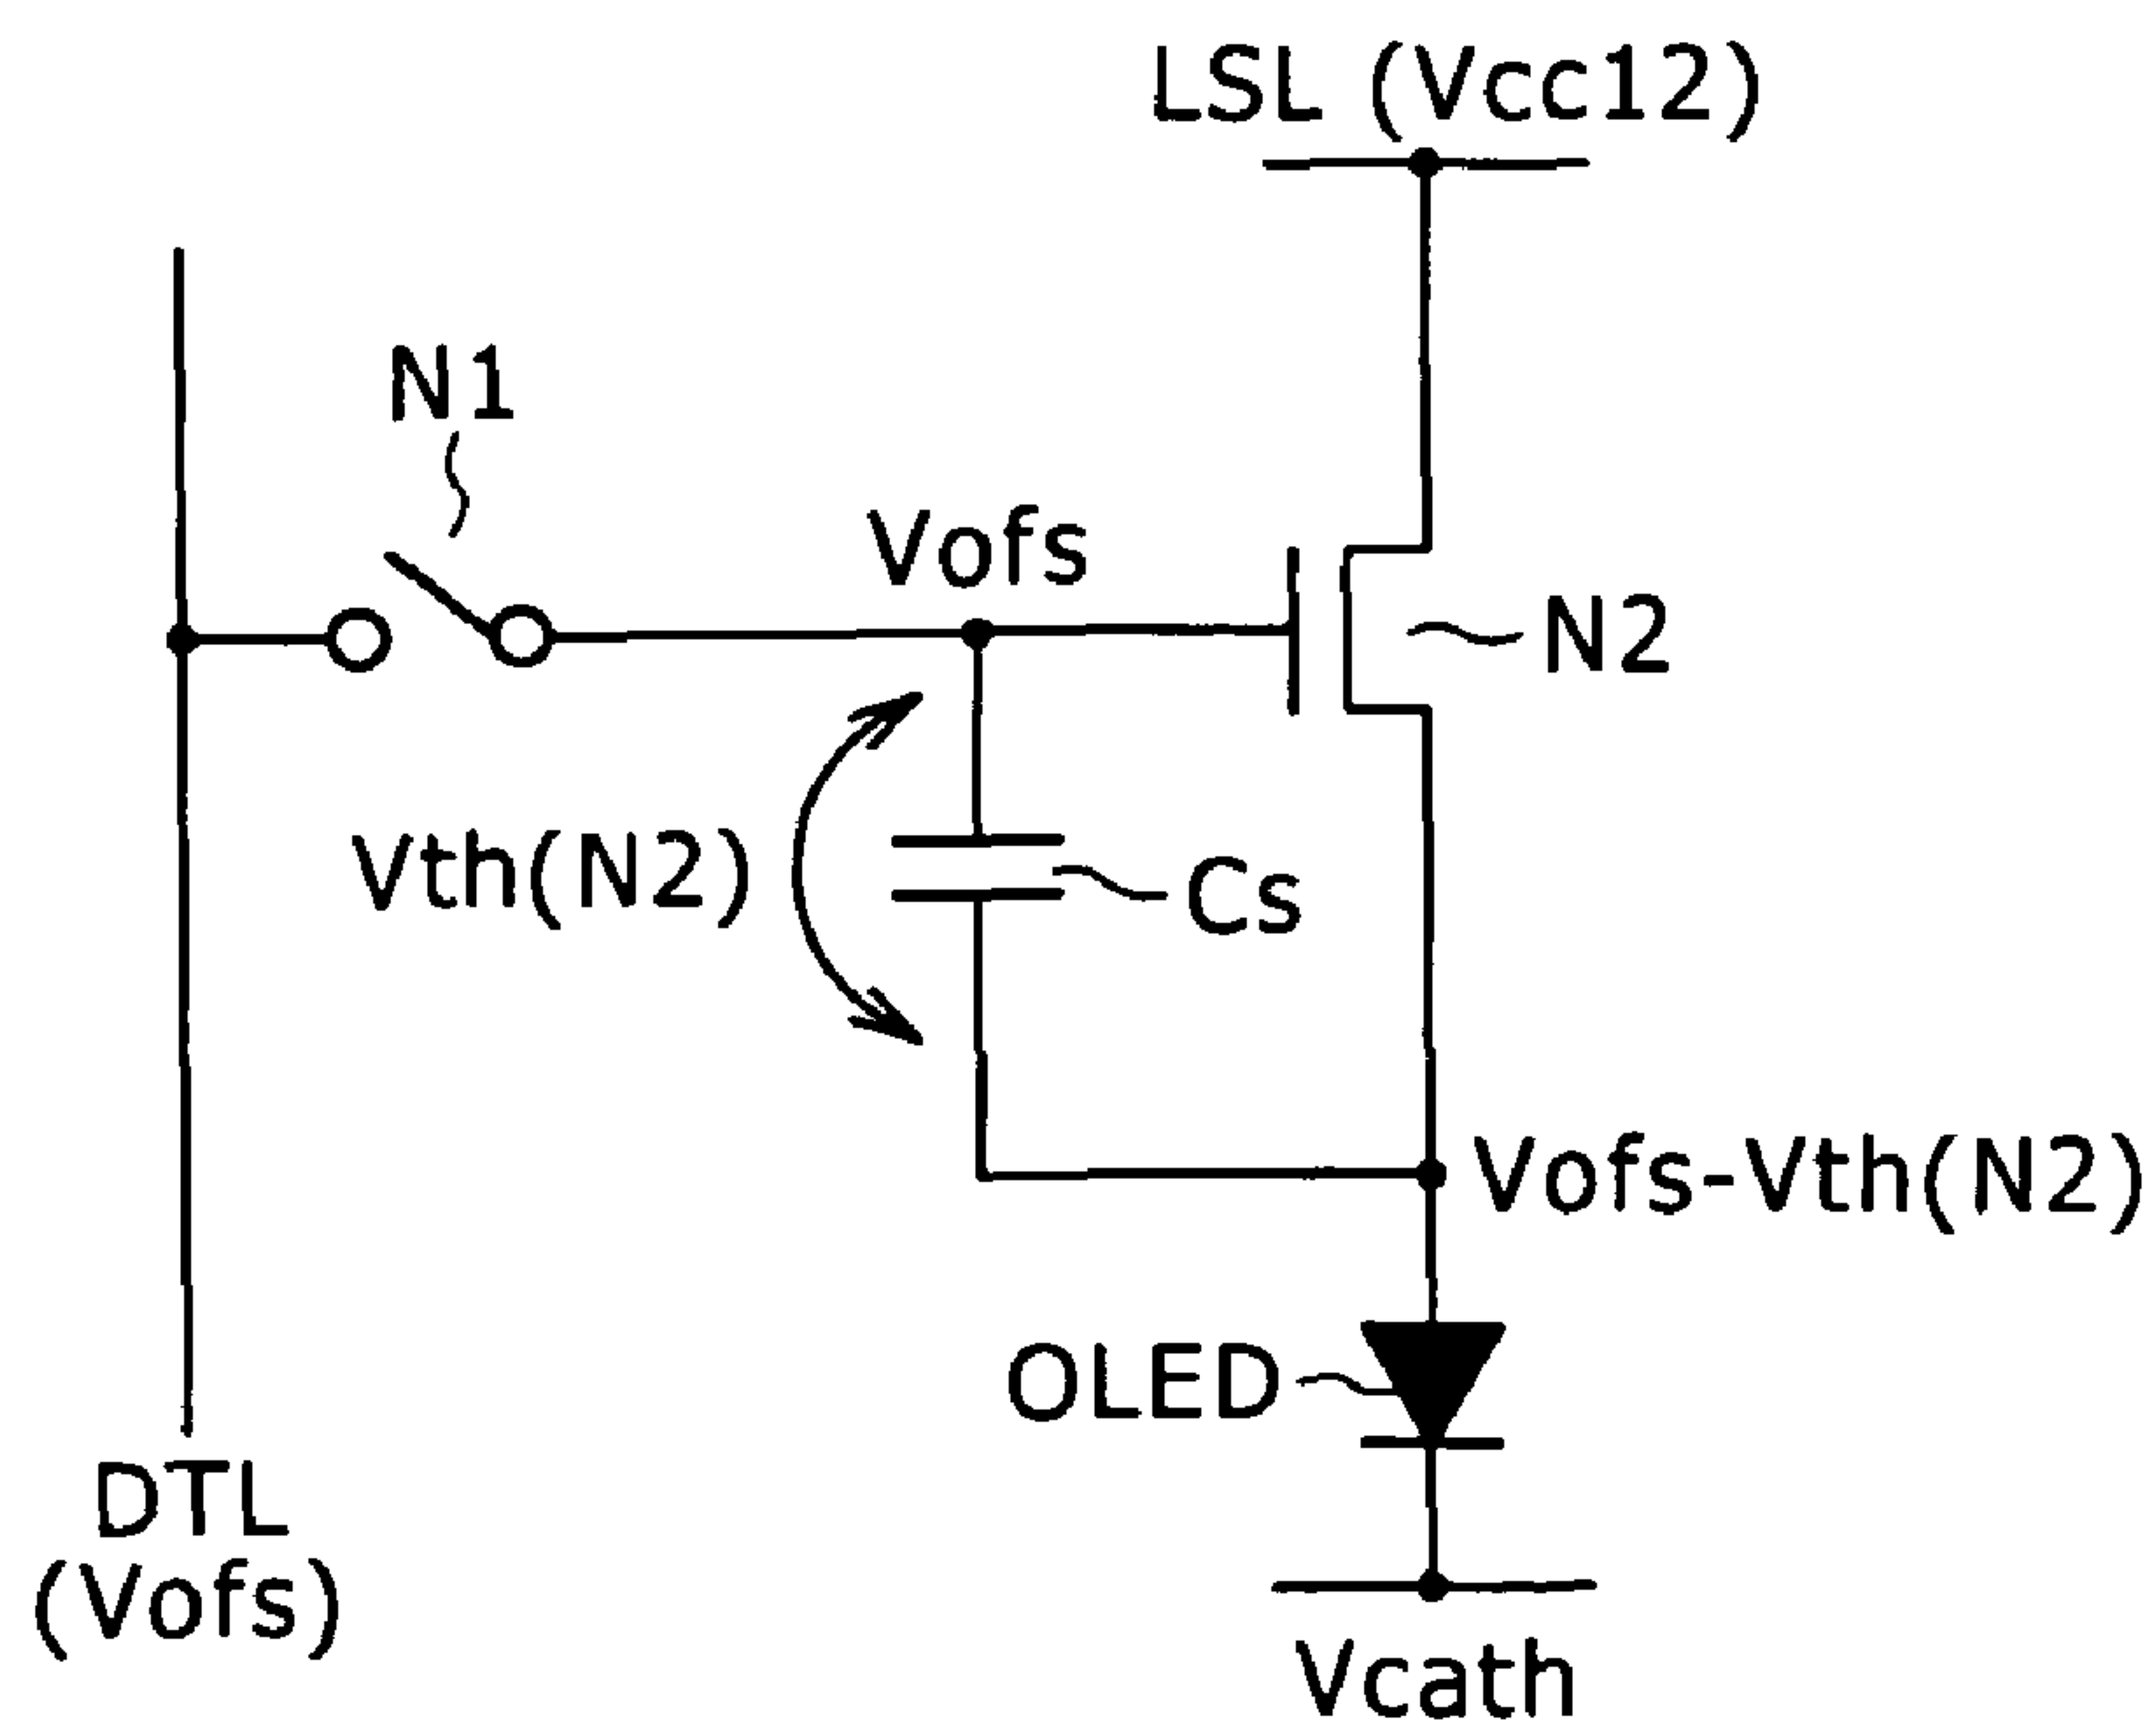 LSL (Vcc12)
N1
Vofs
N2
Vth(N2)
Cs
Vofs-Vth(N2)
OLED
DTL
(Vofs)
Vcath